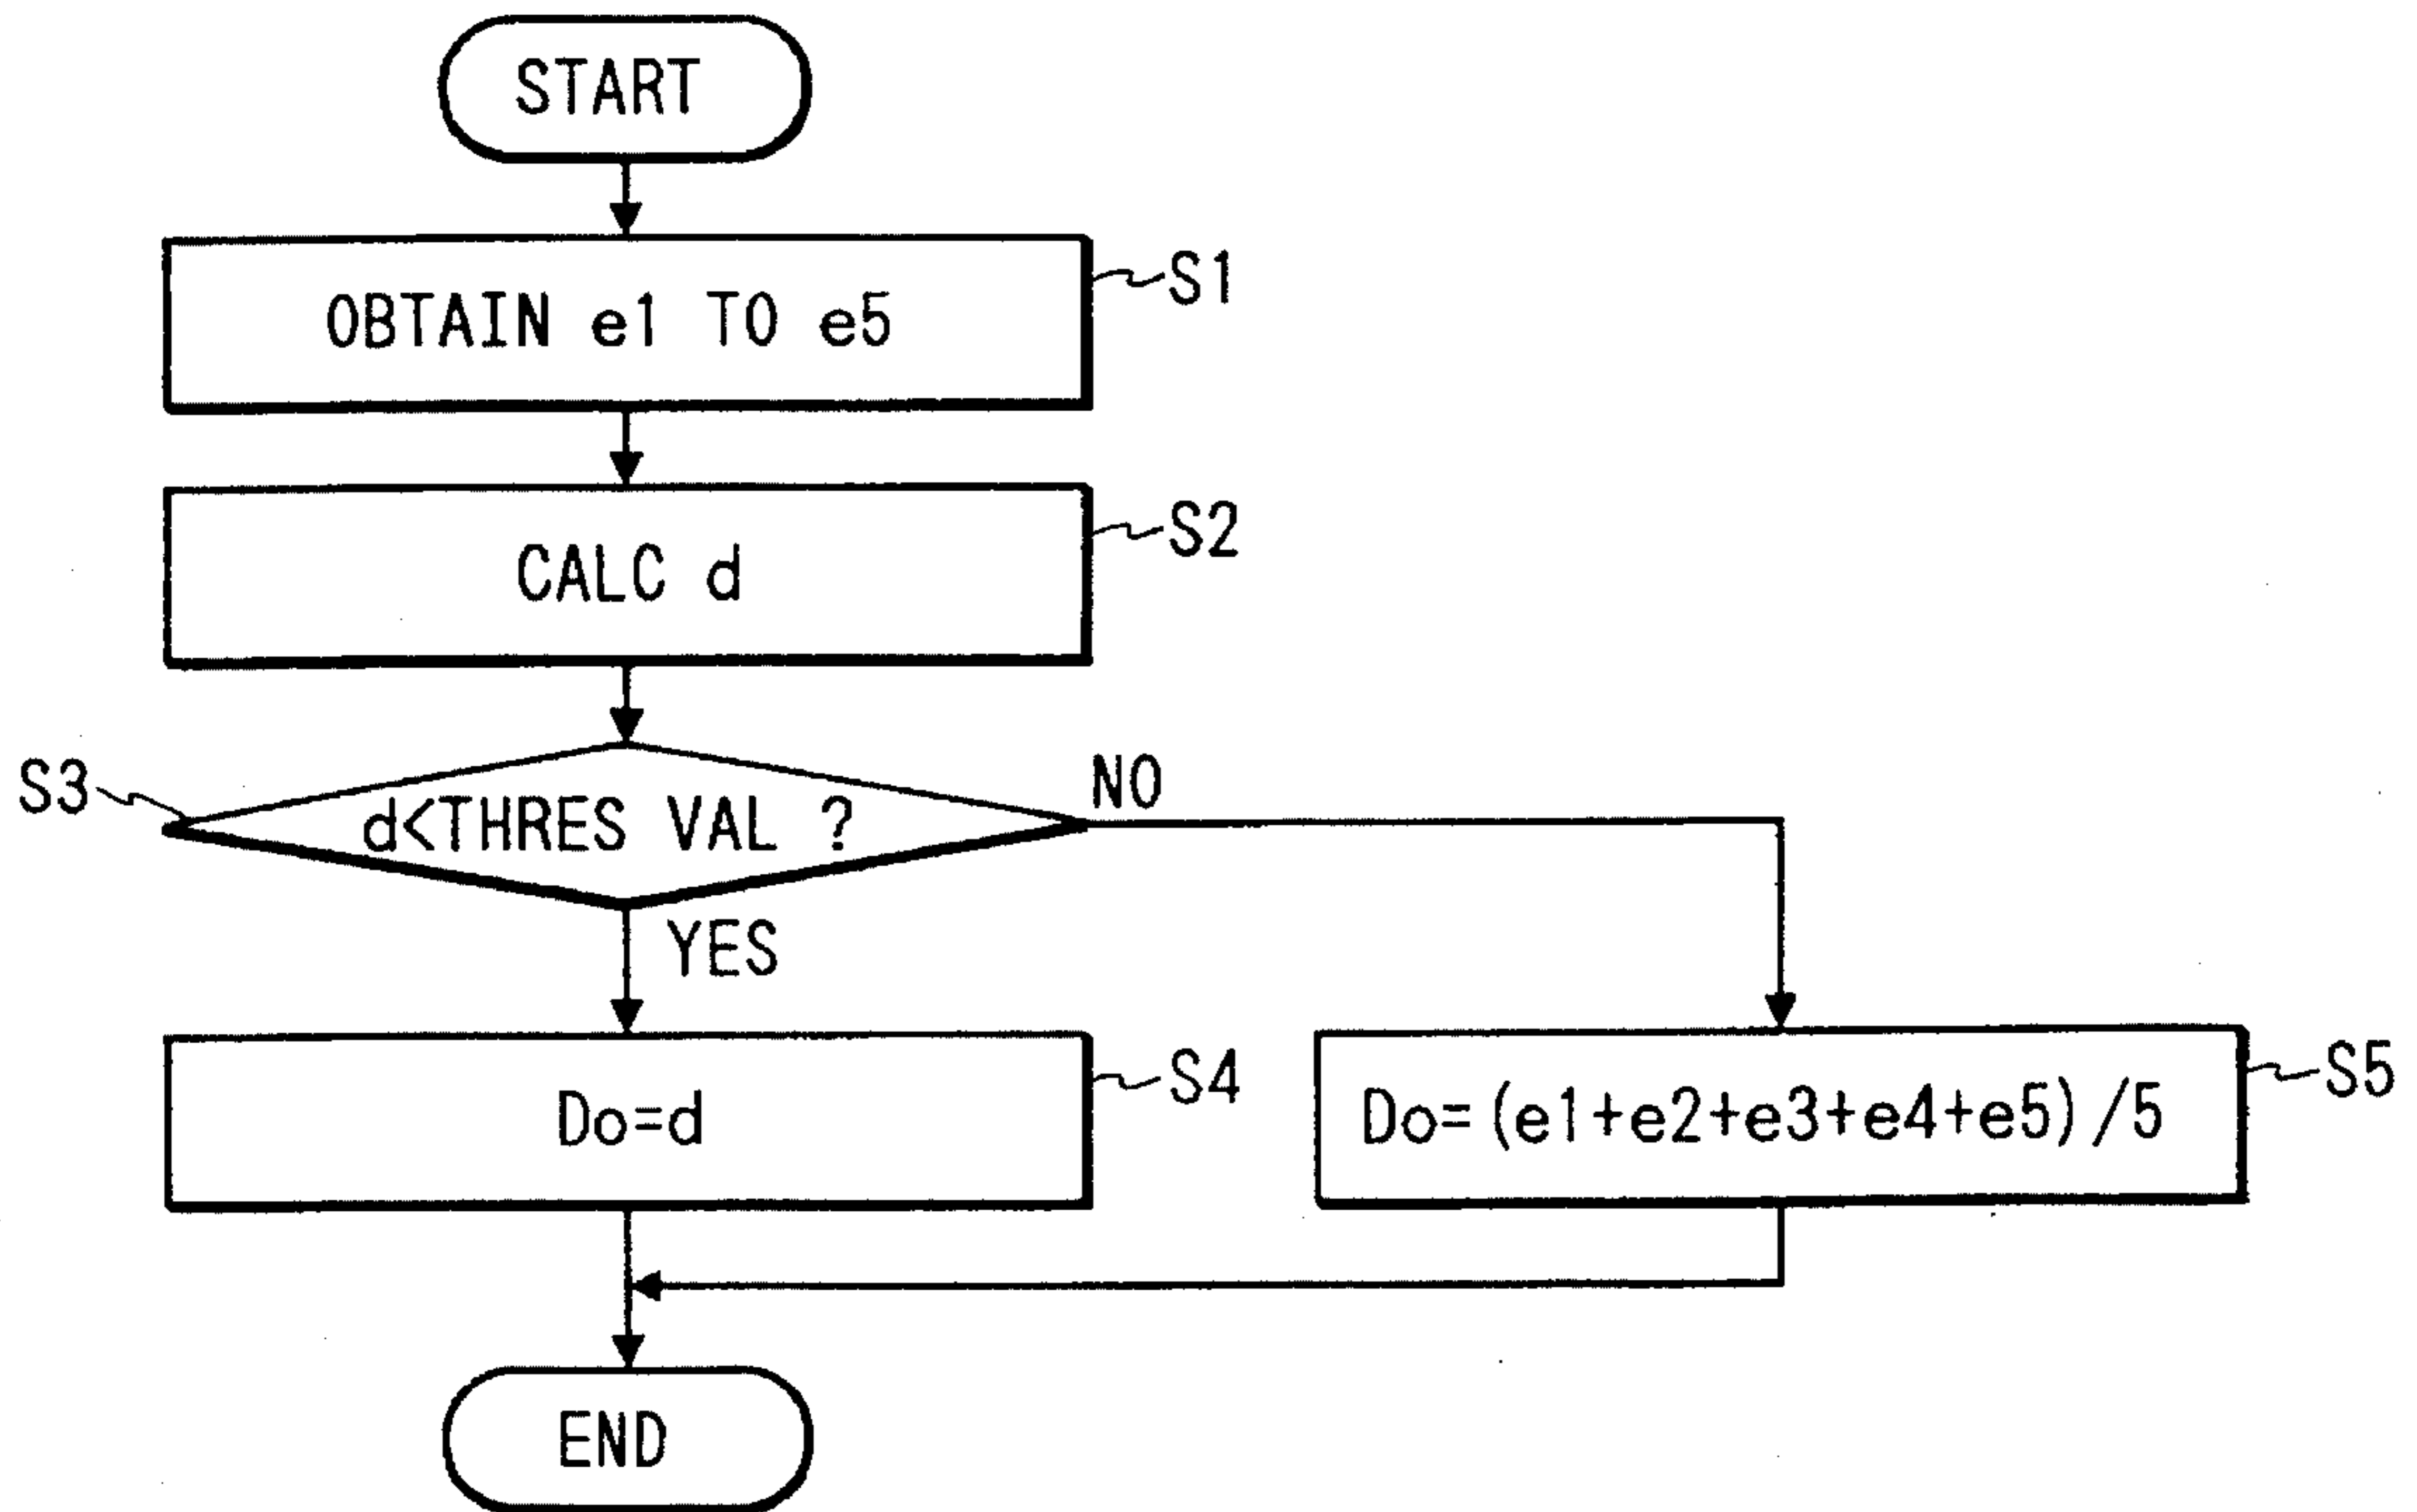 START
OBTAIN e1 TO e5
S1
CALC d
S2
S3
d<THRES VAL ?
NO
YES
Do=d
S4
Do=(e1+e2+e3+e4+e5)/5
S5
END